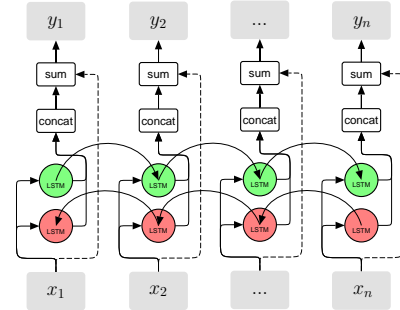 y₁ y₂ ... yₙ
sum sum sum sum
concat concat concat concat
LSTM LSTM LSTM LSTM
LSTM LSTM LSTM LSTM
x₁ x₂ ... xₙ